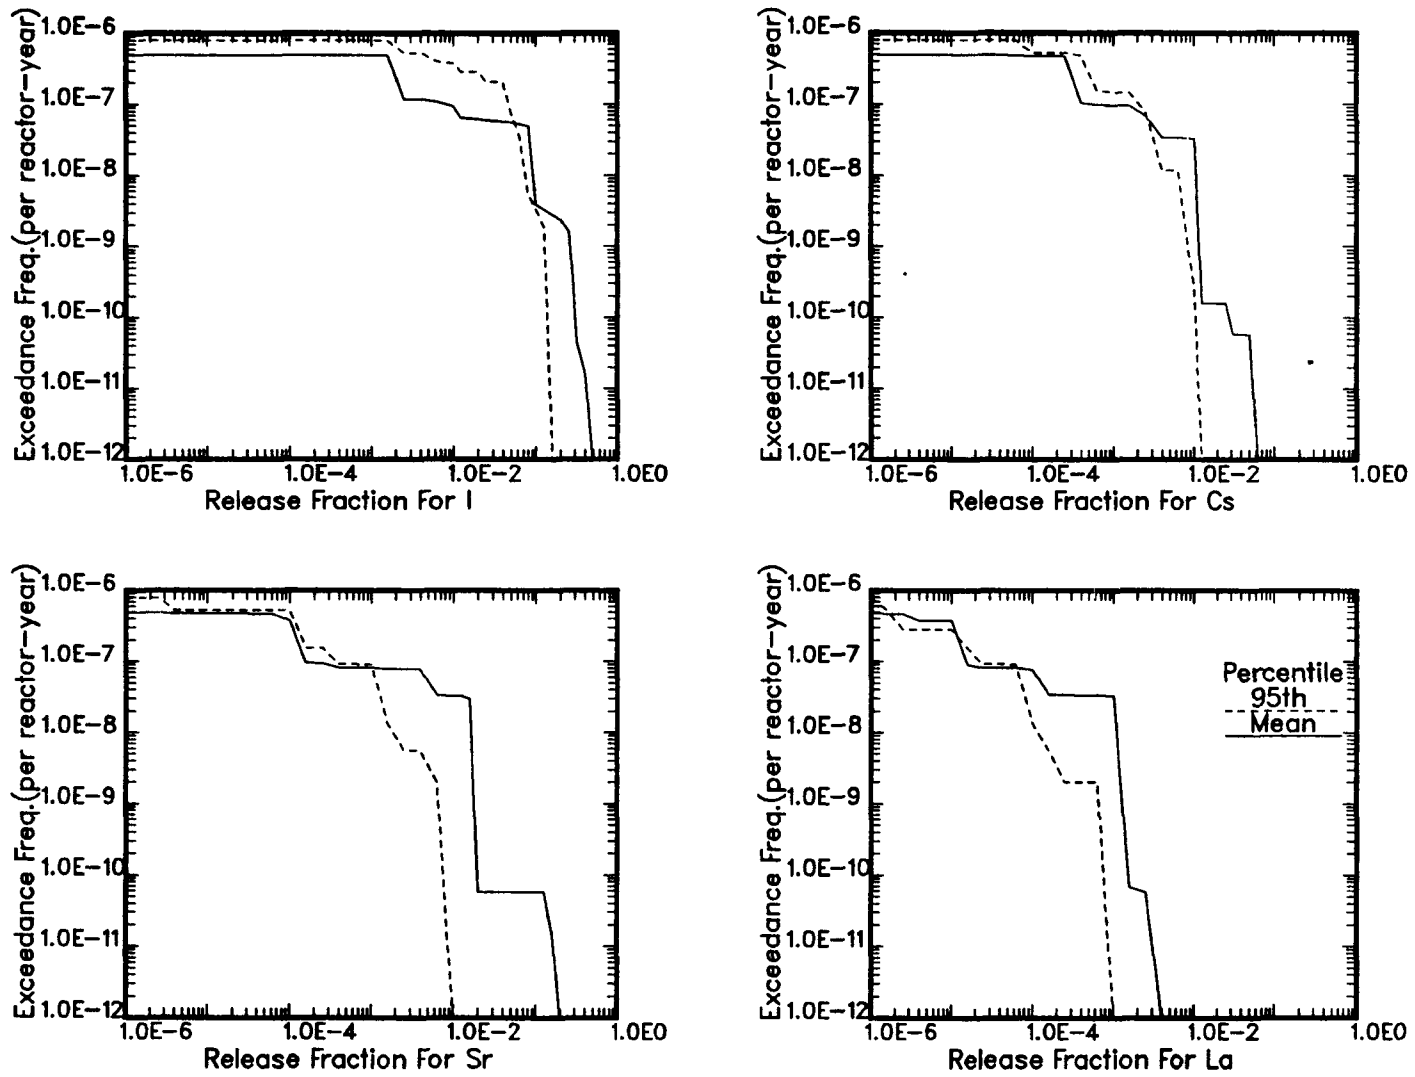 Exceedance Freq.(per reactor-year)
1.0E-6
1.0E-7
1.0E-8
1.0E-9
1.0E-10
1.0E-11
1.0E-12
1.0E-6 1.0E-4 1.0E-2 1.0E0
Release Fraction For I
Exceedance Freq.(per reactor-year)
1.0E-6
1.0E-7
1.0E-8
1.0E-9
1.0E-10
1.0E-11
1.0E-12
1.0E-6 1.0E-4 1.0E-2 1.0E0
Release Fraction For Cs
Exceedance Freq.(per reactor-year)
1.0E-6
1.0E-7
1.0E-8
1.0E-9
1.0E-10
1.0E-11
1.0E-12
1.0E-6 1.0E-4 1.0E-2 1.0E0
Release Fraction For Sr
Exceedance Freq.(per reactor-year)
1.0E-6
1.0E-7
1.0E-8
1.0E-9
1.0E-10
1.0E-11
1.0E-12
1.0E-6 1.0E-4 1.0E-2 1.0E0
Release Fraction For La
Percentile
95th
Mean